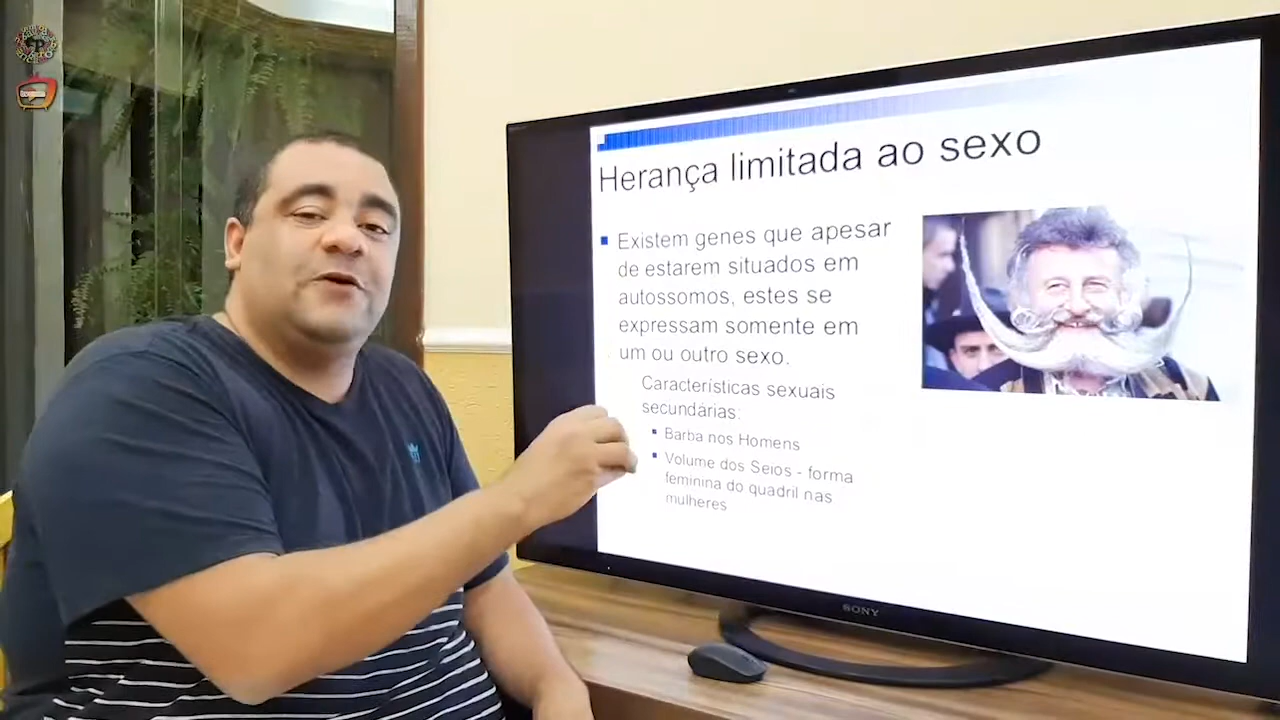 Herança limitada ao sexo
Existem genes que apesar
de estarem situados em
autossomos, estes se
expressam somente em
um ou outro sexo.
Características sexuais
secundárias:
Barba nos Homens
Volume dos Seios - forma
feminina do quadril nas
mulheres
SONY